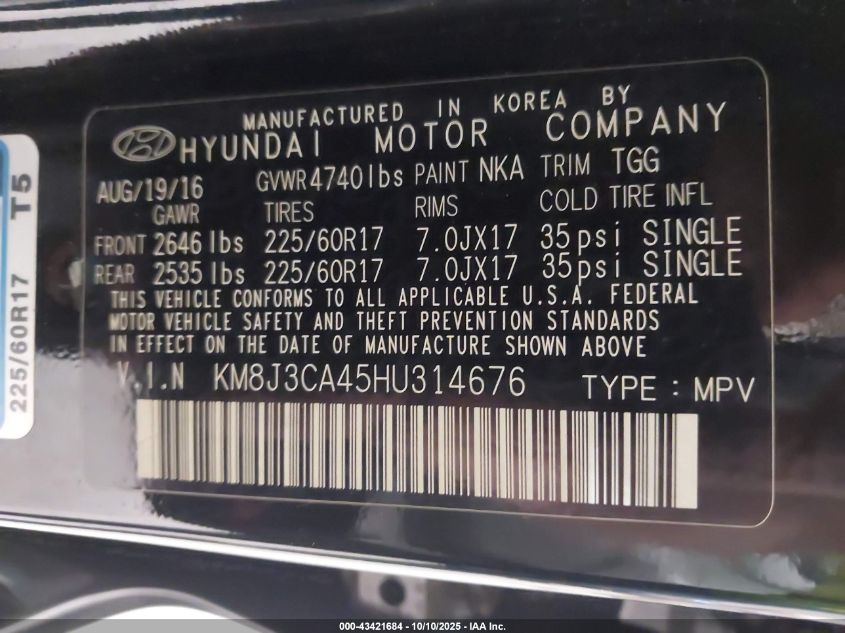 MANUFACTURED IN KOREA BY
HYUNDAI MOTOR COMPANY
AUG/19/16 GVWR 4740lbs PAINT NKA TRIM TGG
GAWR TIRES RIMS COLD TIRE INFL
FRONT 2646 lbs 225/60R17 7.0JX17 35psi SINGLE
REAR 2535 lbs 225/60R17 7.0JX17 35psi SINGLE
THIS VEHICLE CONFORMS TO ALL APPLICABLE U.S.A. FEDERAL
MOTOR VEHICLE SAFETY AND THEFT PREVENTION STANDARDS
IN EFFECT ON THE DATE OF MANUFACTURE SHOWN ABOVE
V.I.N KM8J3CA45HU314676 TYPE : MPV
225/60R17 T5
000-43421684 - 10/10/2025 - IAA Inc.